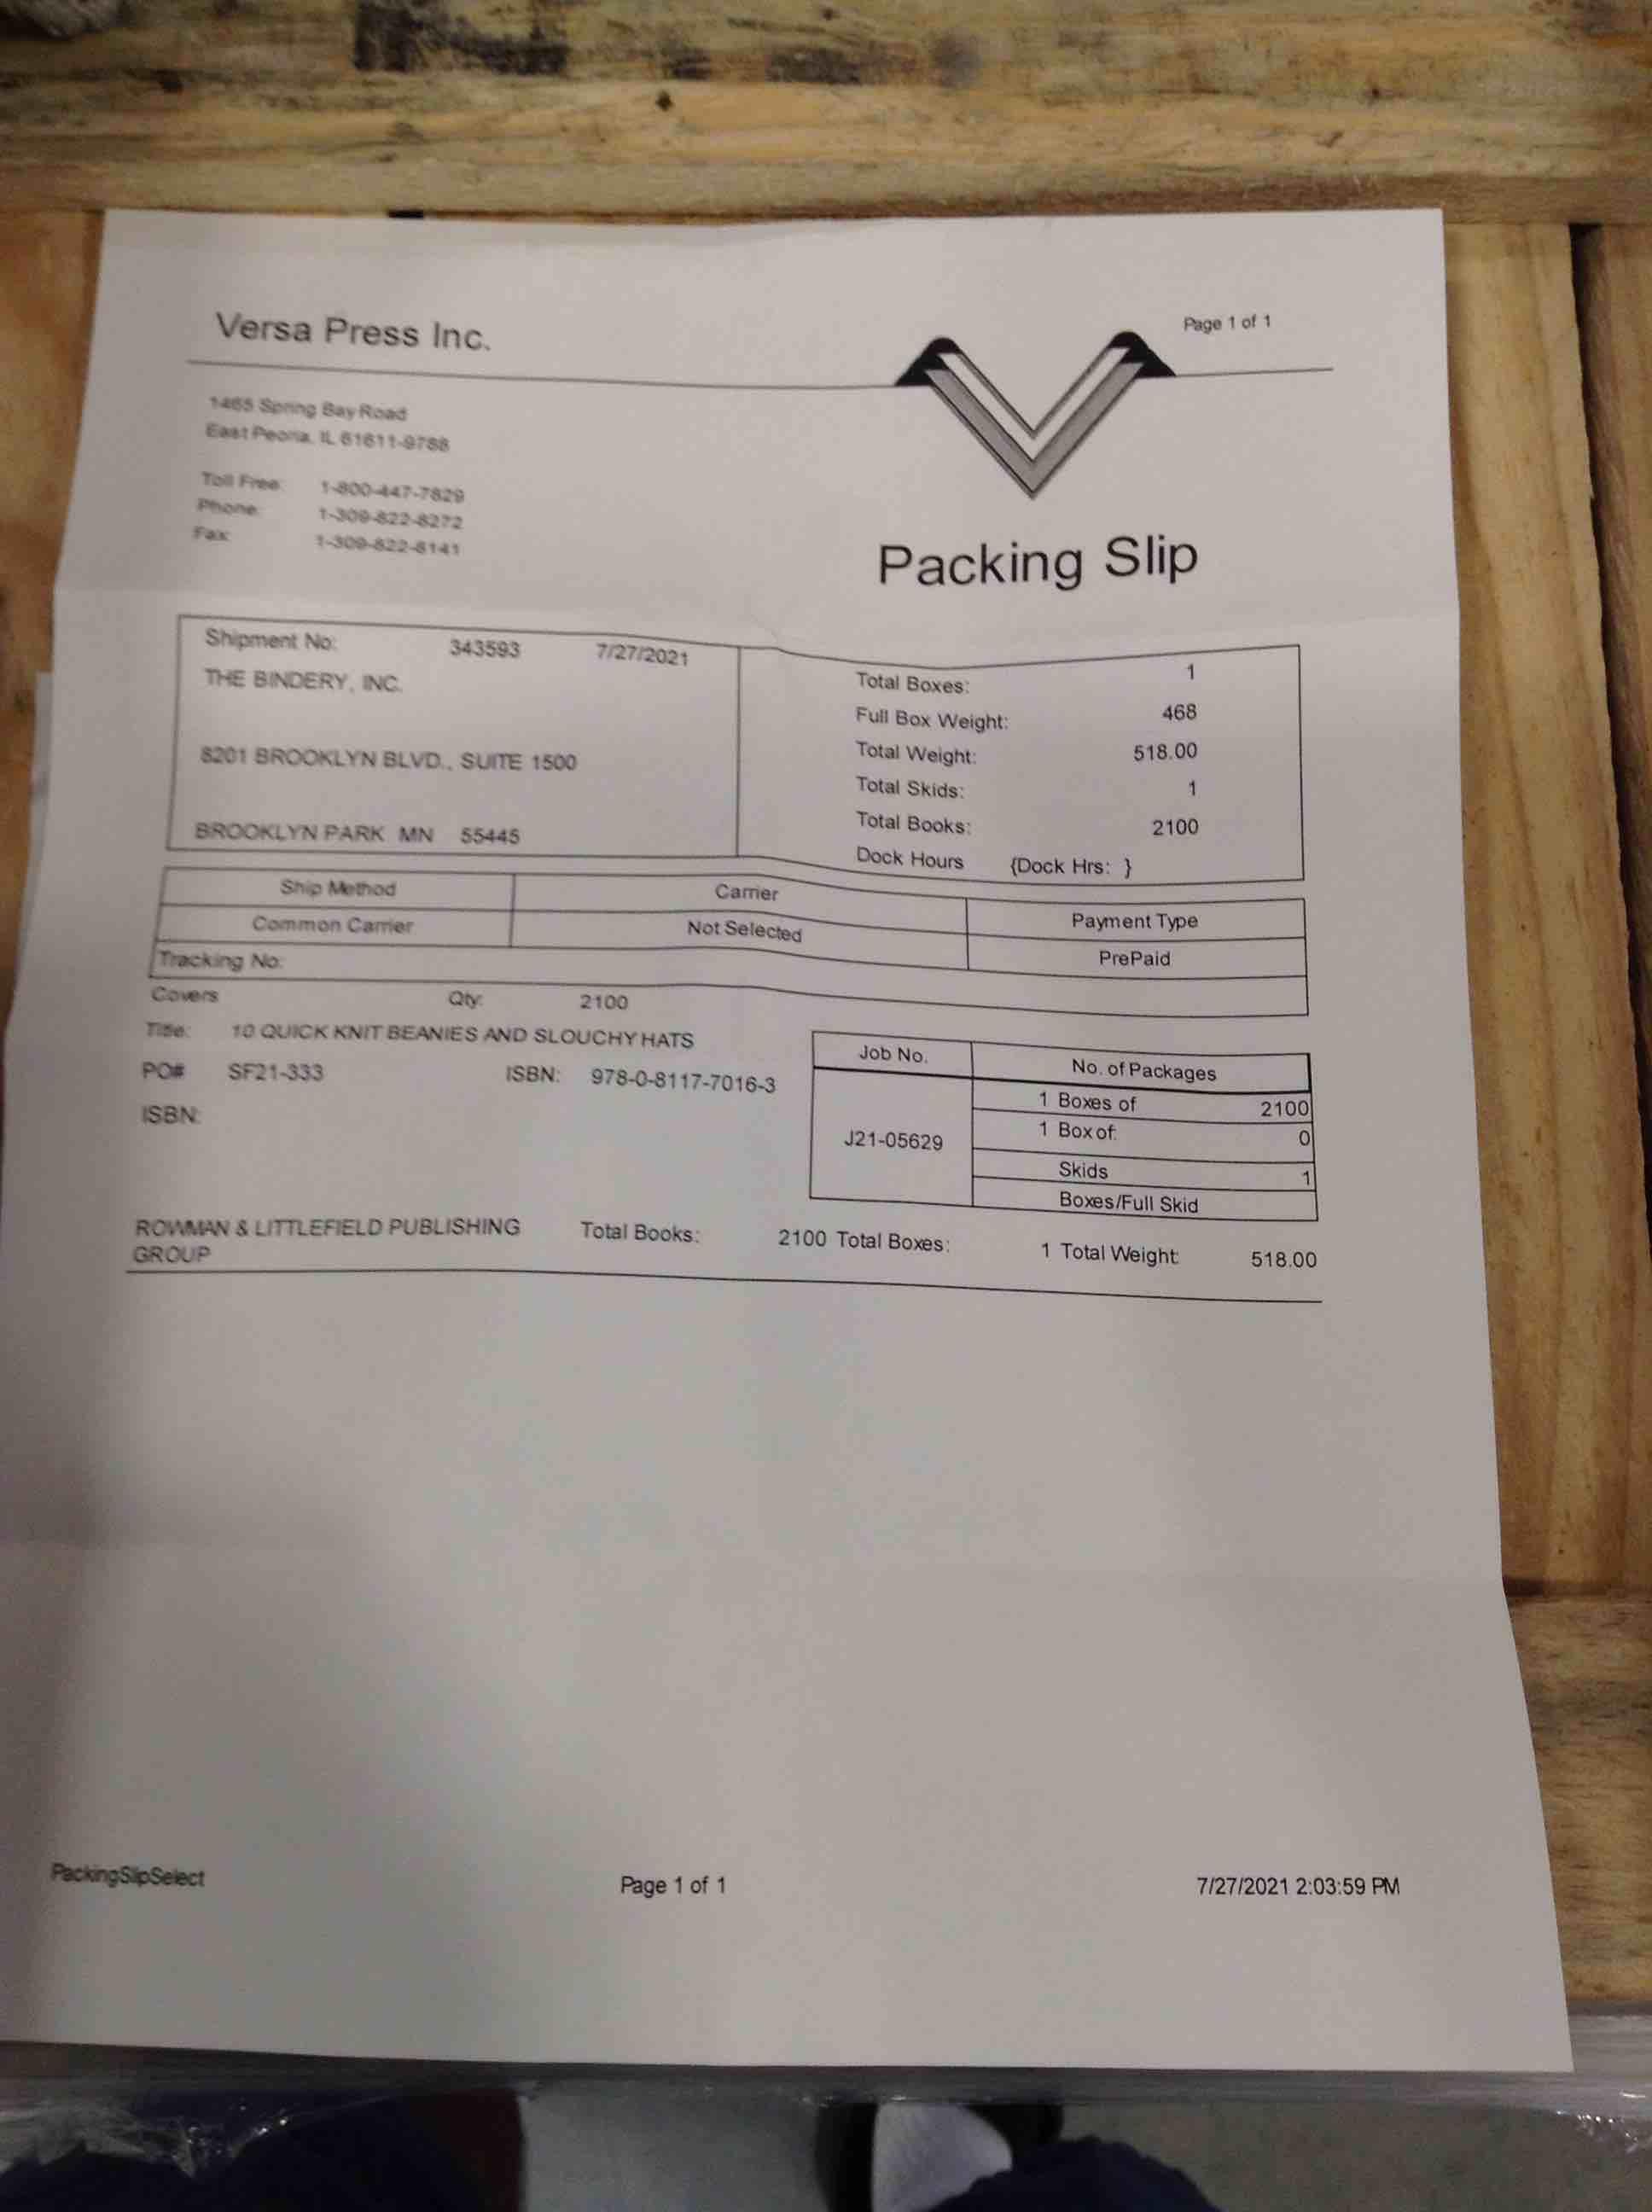 Page 1 of 1
Versa Press Inc.
1465 Spring Bay Road
East Peoria, IL 61611-9788
Toll Free: 1-800-447-7829
Phone: 1-309-822-8272
Fax: 1-309-822-8141
Packing Slip
Shipment No: 343593 7/27/2021
THE BINDERY, INC.
8201 BROOKLYN BLVD., SUITE 1500
BROOKLYN PARK MN 55445
Total Boxes: 1
Full Box Weight: 468
Total Weight: 518.00
Total Skids: 1
Total Books: 2100
Dock Hours {Dock Hrs: }
Ship Method Carrier Payment Type
Common Carrier Not Selected PrePaid
Tracking No:
Covers Qty: 2100
Title: 10 QUICK KNIT BEANIES AND SLOUCHY HATS
PO# SF21-333 ISBN: 978-0-8117-7016-3
ISBN:
Job No. No. of Packages
J21-05629
1 Boxes of 2100
1 Box of: 0
Skids 1
Boxes/Full Skid
ROWMAN & LITTLEFIELD PUBLISHING Total Books: 2100 Total Boxes: 1 Total Weight: 518.00
GROUP
PackingSlipSelect Page 1 of 1 7/27/2021 2:03:59 PM